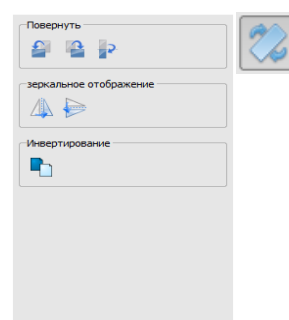 Повернуть
зеркальное отображение
Инвертирование